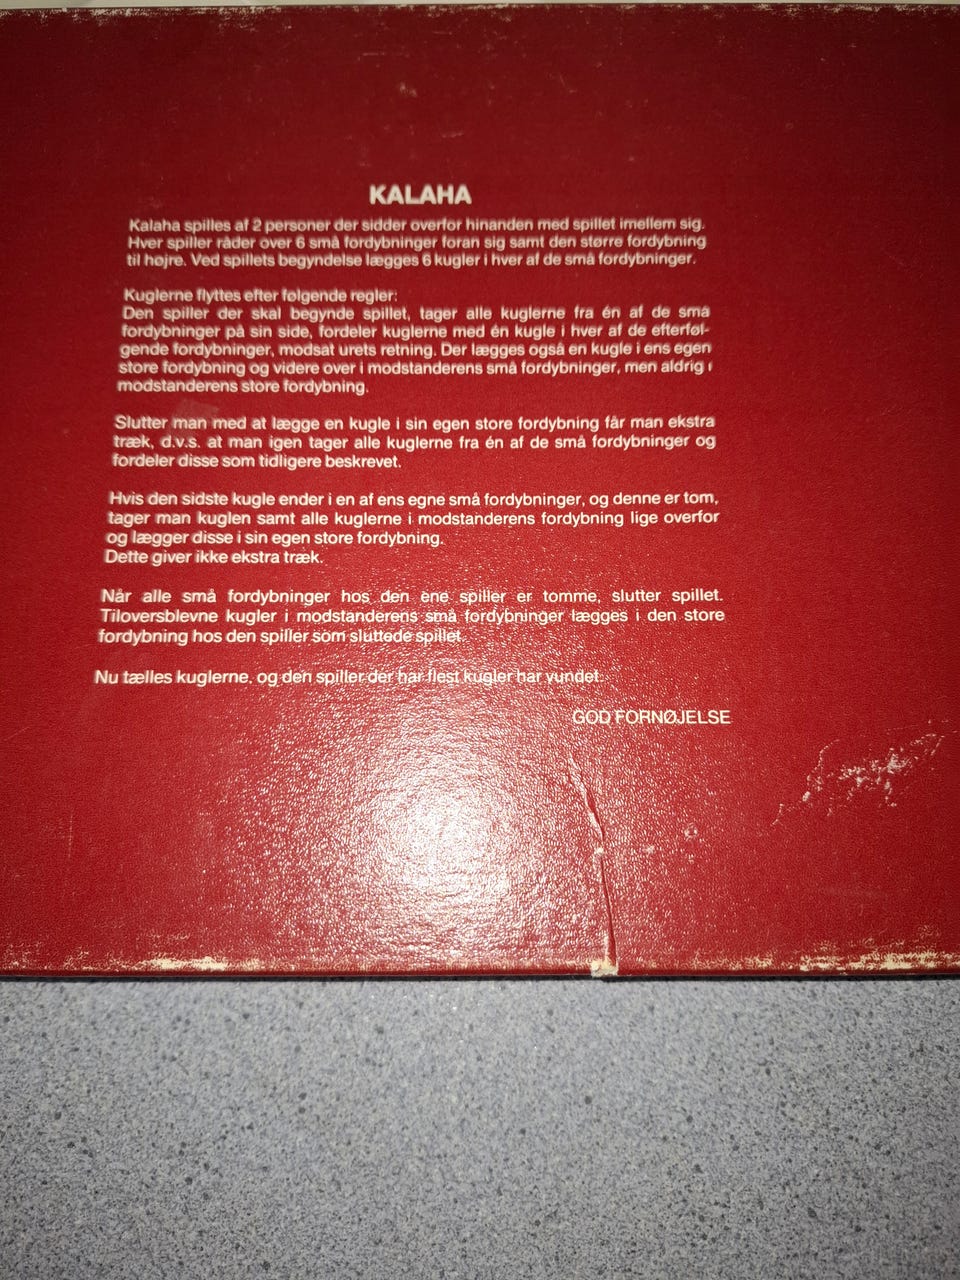 KALAHA
Kalaha spilles af 2 personer der sidder overfor hinanden med spillet imellem sig.
Hver spiller råder over 6 små fordybninger foran sig samt den større fordybning
til højre. Ved spillets begyndelse lægges 6 kugler i hver af de små fordybninger.
Kuglerne flyttes efter følgende regler:
Den spiller der skal begynde spillet, tager alle kuglerne fra én af de små
fordybninger på sin side, fordeler kuglerne med én kugle i hver af de efterføl-
gende fordybninger, modsat urets retning. Der lægges også en kugle i ens egen
store fordybning og videre over i modstanderens små fordybninger, men aldrig i
modstanderens store fordybning.
Slutter man med at lægge en kugle i sin egen store fordybning får man ekstra
træk, d.v.s. at man igen tager alle kuglerne fra én af de små fordybninger og
fordeler disse som tidligere beskrevet.
Hvis den sidste kugle ender i en af ens egne små fordybninger, og denne er tom,
tager man kuglen samt alle kuglerne i modstanderens fordybning lige overfor
og lægger disse i sin egen store fordybning.
Dette giver ikke ekstra træk.
Når alle små fordybninger hos den ene spiller er tomme, slutter spillet.
Tiloversblevne kugler i modstanderens små fordybninger lægges i den store
fordybning hos den spiller som sluttede spillet.
Nu tælles kuglerne, og den spiller der har flest kugler har vundet.
GOD FORNØJELSE